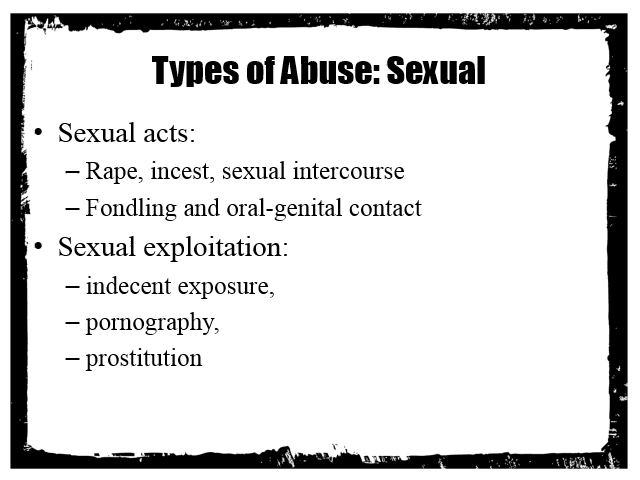 Types of Abuse: Sexual
• Sexual acts:
– Rape, incest, sexual intercourse
– Fondling and oral-genital contact
• Sexual exploitation:
– indecent exposure,
– pornography,
– prostitution